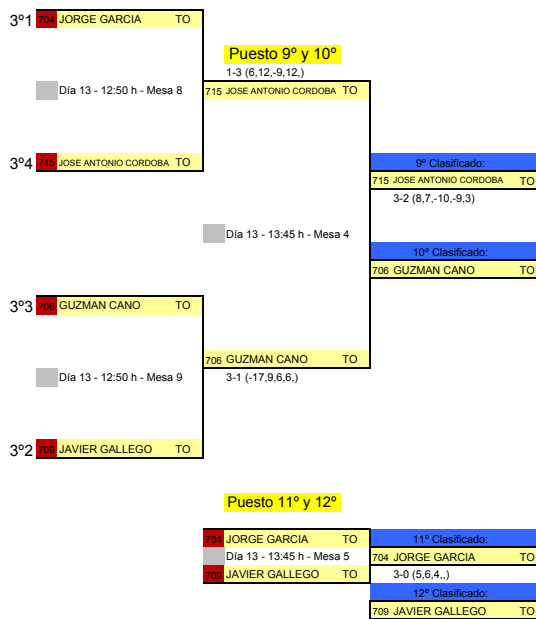 3º1 704 JORGE GARCIA TO
Puesto 9º y 10º
1-3 (6,12,-9,12,)
Día 13 - 12:50 h - Mesa 8
715 JOSE ANTONIO CORDOBA TO
3º4 715 JOSE ANTONIO CORDOBA TO
9º Clasificado:
715 JOSE ANTONIO CORDOBA TO
3-2 (8,7,-10,-9,3)
Día 13 - 13:45 h - Mesa 4
10º Clasificado:
706 GUZMAN CANO TO
3º3 706 GUZMAN CANO TO
706 GUZMAN CANO TO
Día 13 - 12:50 h - Mesa 9
3-1 (-17,9,6,6,)
3º2 709 JAVIER GALLEGO TO
Puesto 11º y 12º
704 JORGE GARCIA TO
11º Clasificado:
Día 13 - 13:45 h - Mesa 5
704 JORGE GARCIA TO
709 JAVIER GALLEGO TO
3-0 (5,6,4,,)
12º Clasificado:
709 JAVIER GALLEGO TO